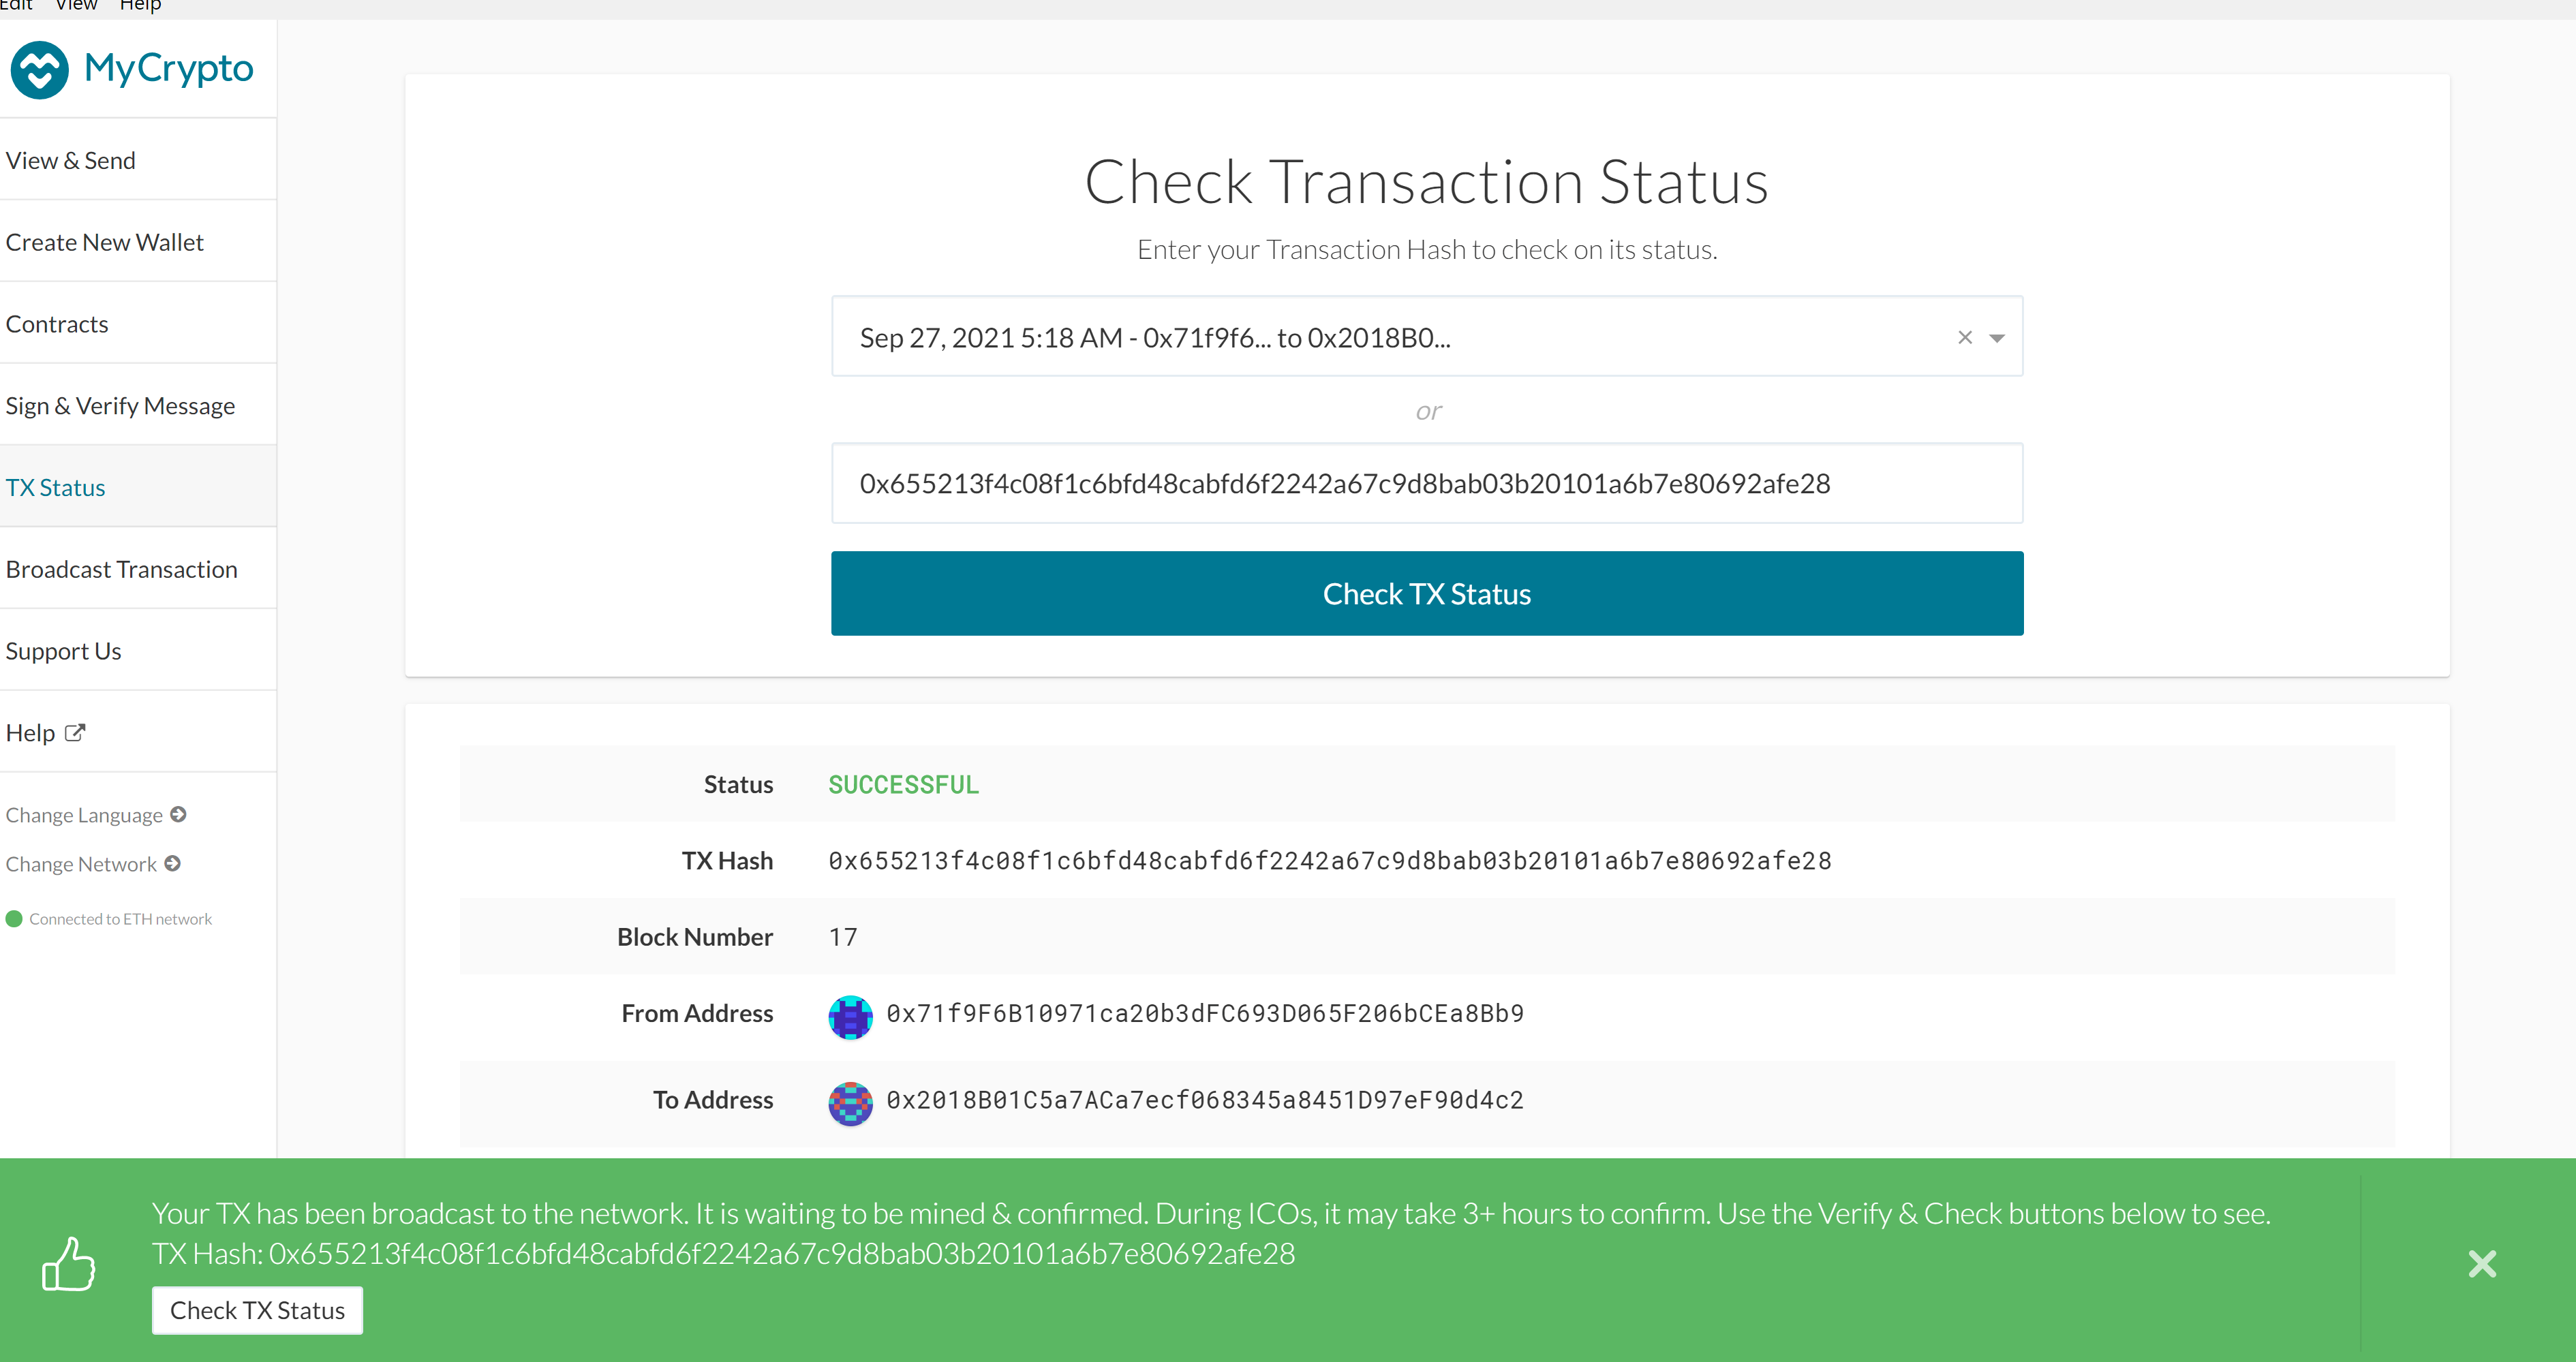 Edit View Help
MyCrypto
View & Send
Create New Wallet
Contracts
Sign & Verify Message
TX Status
Broadcast Transaction
Support Us
Help
Change Language
Change Network
Connected to ETH network
Check Transaction Status
Enter your Transaction Hash to check on its status.
Sep 27, 2021 5:18 AM - 0x71f9f6... to 0x2018B0...
or
0x655213f4c08f1c6bfd48cabfd6f2242a67c9d8bab03b20101a6b7e80692afe28
Check TX Status
Status SUCCESSFUL
TX Hash 0x655213f4c08f1c6bfd48cabfd6f2242a67c9d8bab03b20101a6b7e80692afe28
Block Number 17
From Address 0x71f9F6B10971ca20b3dFC693D065F206bCEa8Bb9
To Address 0x2018B01C5a7ACa7ecf068345a8451D97eF90d4c2
Your TX has been broadcast to the network. It is waiting to be mined & confirmed. During ICOs, it may take 3+ hours to confirm. Use the Verify & Check buttons below to see.
TX Hash: 0x655213f4c08f1c6bfd48cabfd6f2242a67c9d8bab03b20101a6b7e80692afe28
Check TX Status